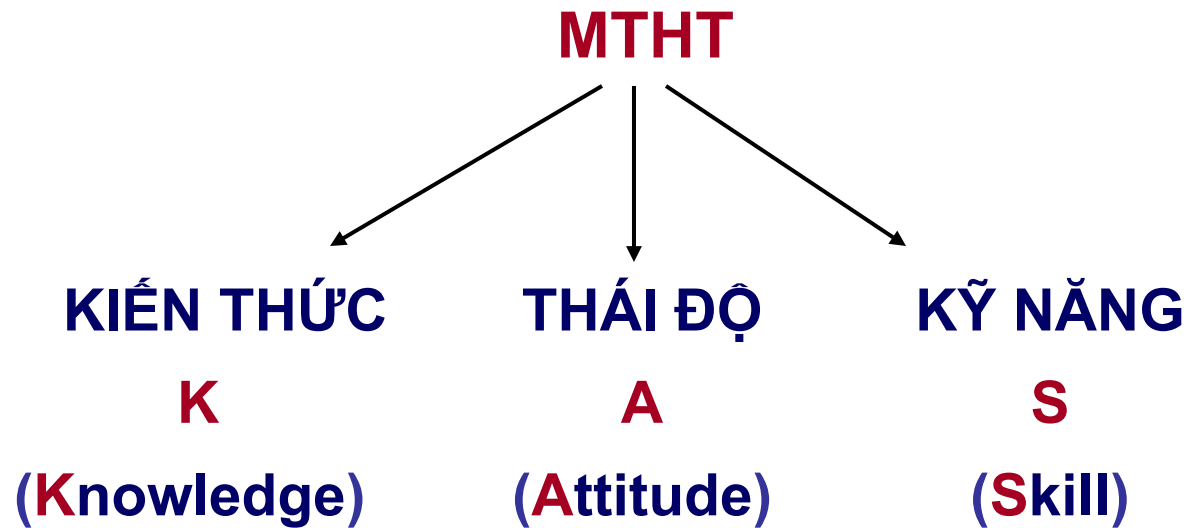 MTHT
KIẾN THỨC THÁI ĐỘ KỸ NĂNG
K A S
(Knowledge) (Attitude) (Skill)